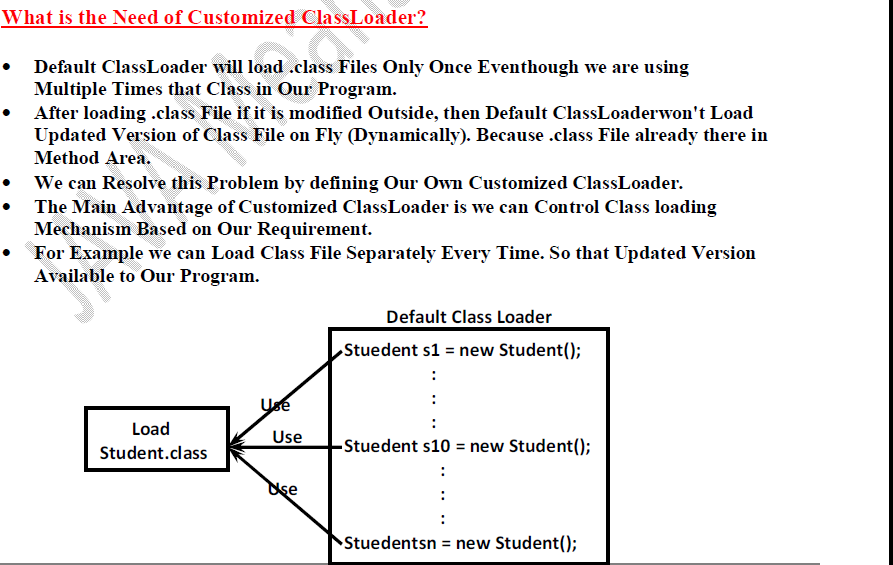 What is the Need of Customized ClassLoader?
• Default ClassLoader will load .class Files Only Once Eventhough we are using
Multiple Times that Class in Our Program.
• After loading .class File if it is modified Outside, then Default ClassLoaderwon't Load
Updated Version of Class File on Fly (Dynamically). Because .class File already there in
Method Area.
• We can Resolve this Problem by defining Our Own Customized ClassLoader.
• The Main Advantage of Customized ClassLoader is we can Control Class loading
Mechanism Based on Our Requirement.
• For Example we can Load Class File Separately Every Time. So that Updated Version
Available to Our Program.
Default Class Loader
Stuedent s1 = new Student();
:
:
:
Use
Load
Student.class
Use
Stuedent s10 = new Student();
:
:
:
Use
Stuedentsn = new Student();
JAVA Means